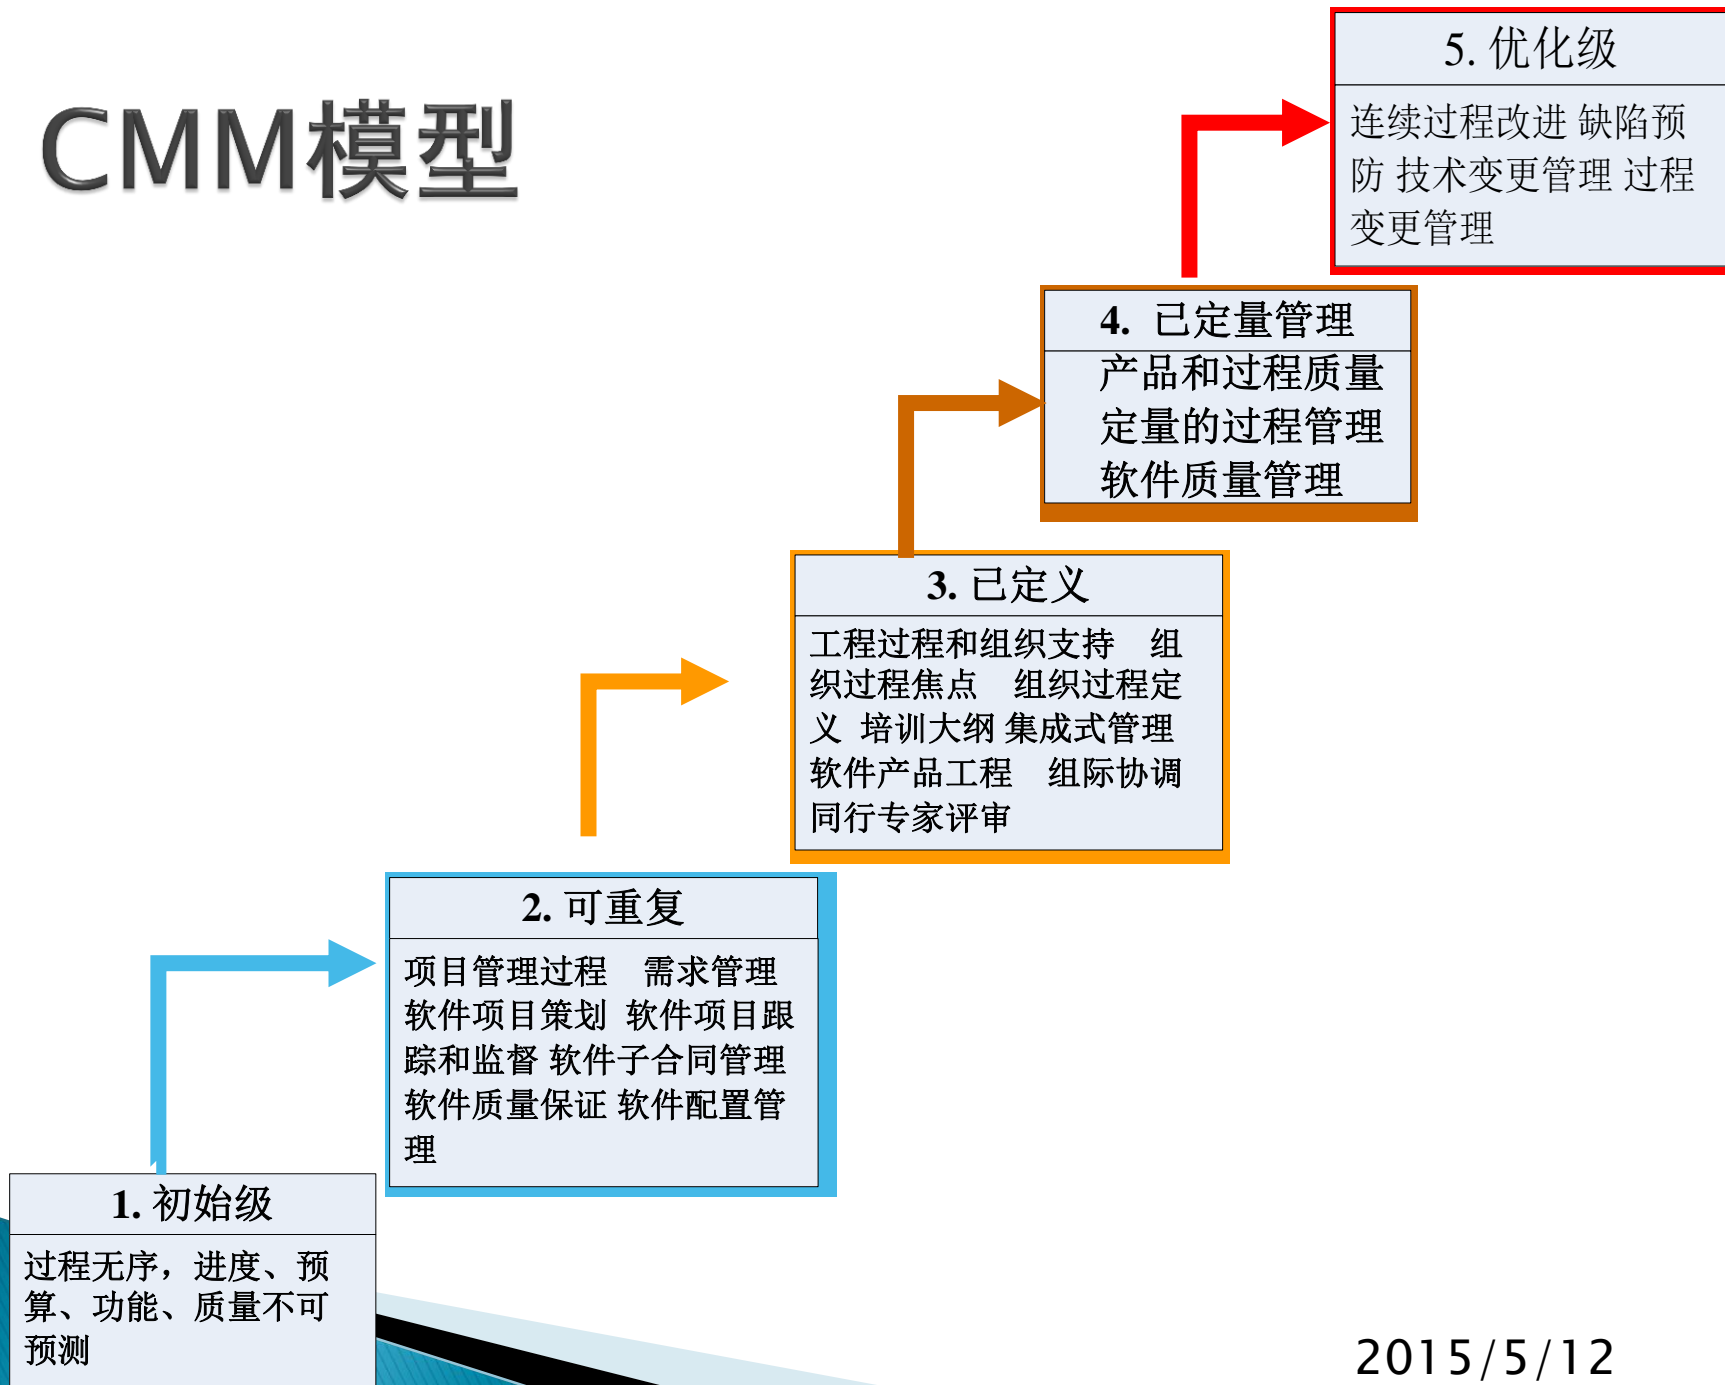 CMM模型
5. 优化级
连续过程改进 缺陷预
防 技术变更管理 过程
变更管理
4. 已定量管理
产品和过程质量
定量的过程管理
软件质量管理
3. 已定义
工程过程和组织支持 组
织过程焦点 组织过程定
义 培训大纲 集成式管理
软件产品工程 组际协调
同行专家评审
2. 可重复
项目管理过程 需求管理
软件项目策划 软件项目跟
踪和监督 软件子合同管理
软件质量保证 软件配置管
理
1. 初始级
过程无序，进度、预
算、功能、质量不可
预测
2015/5/12